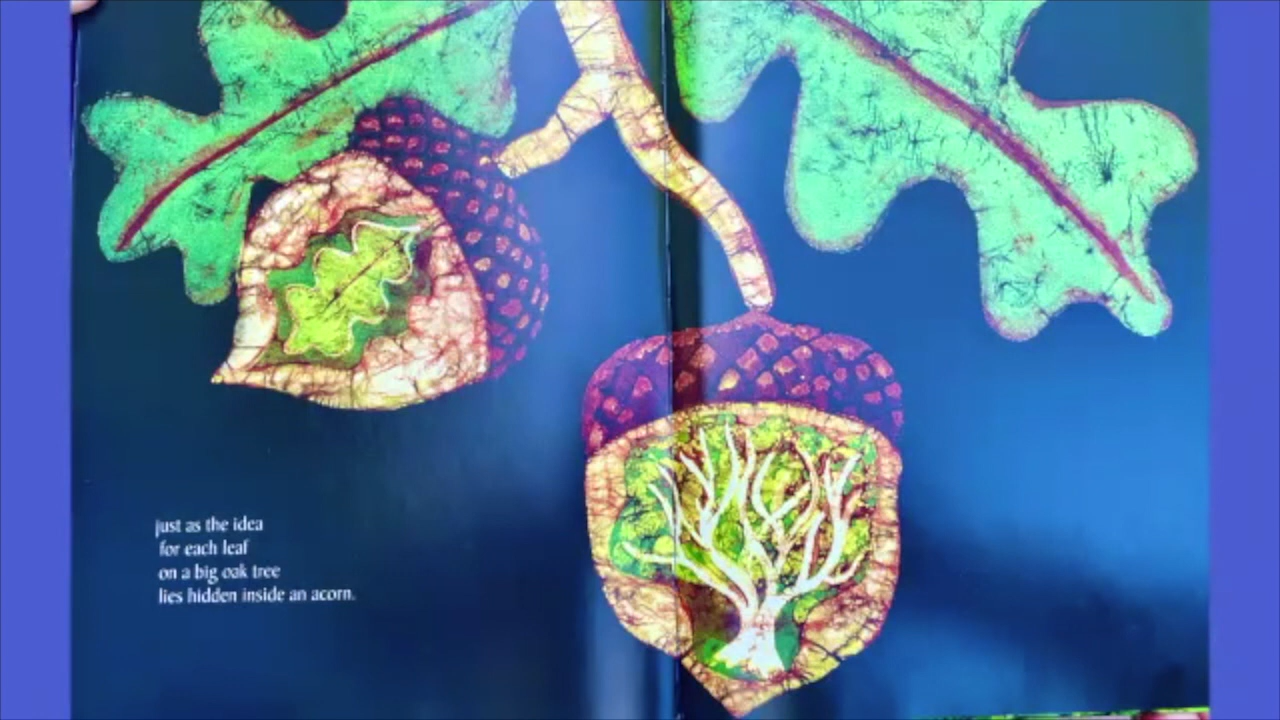 just as the idea
for each leaf
on a big oak tree
lies hidden inside an acorn.